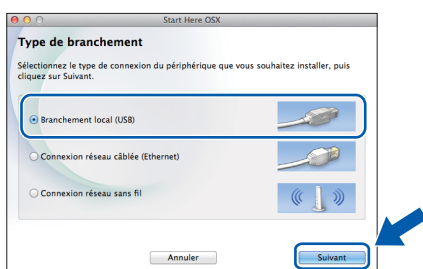 Start Here OSX
Type de branchement
Sélectionnez le type de connexion du périphérique que vous souhaitez installer, puis
cliquez sur Suivant.
Branchement local (USB)
Connexion réseau câblée (Ethernet)
Connexion réseau sans fil
Annuler
Suivant